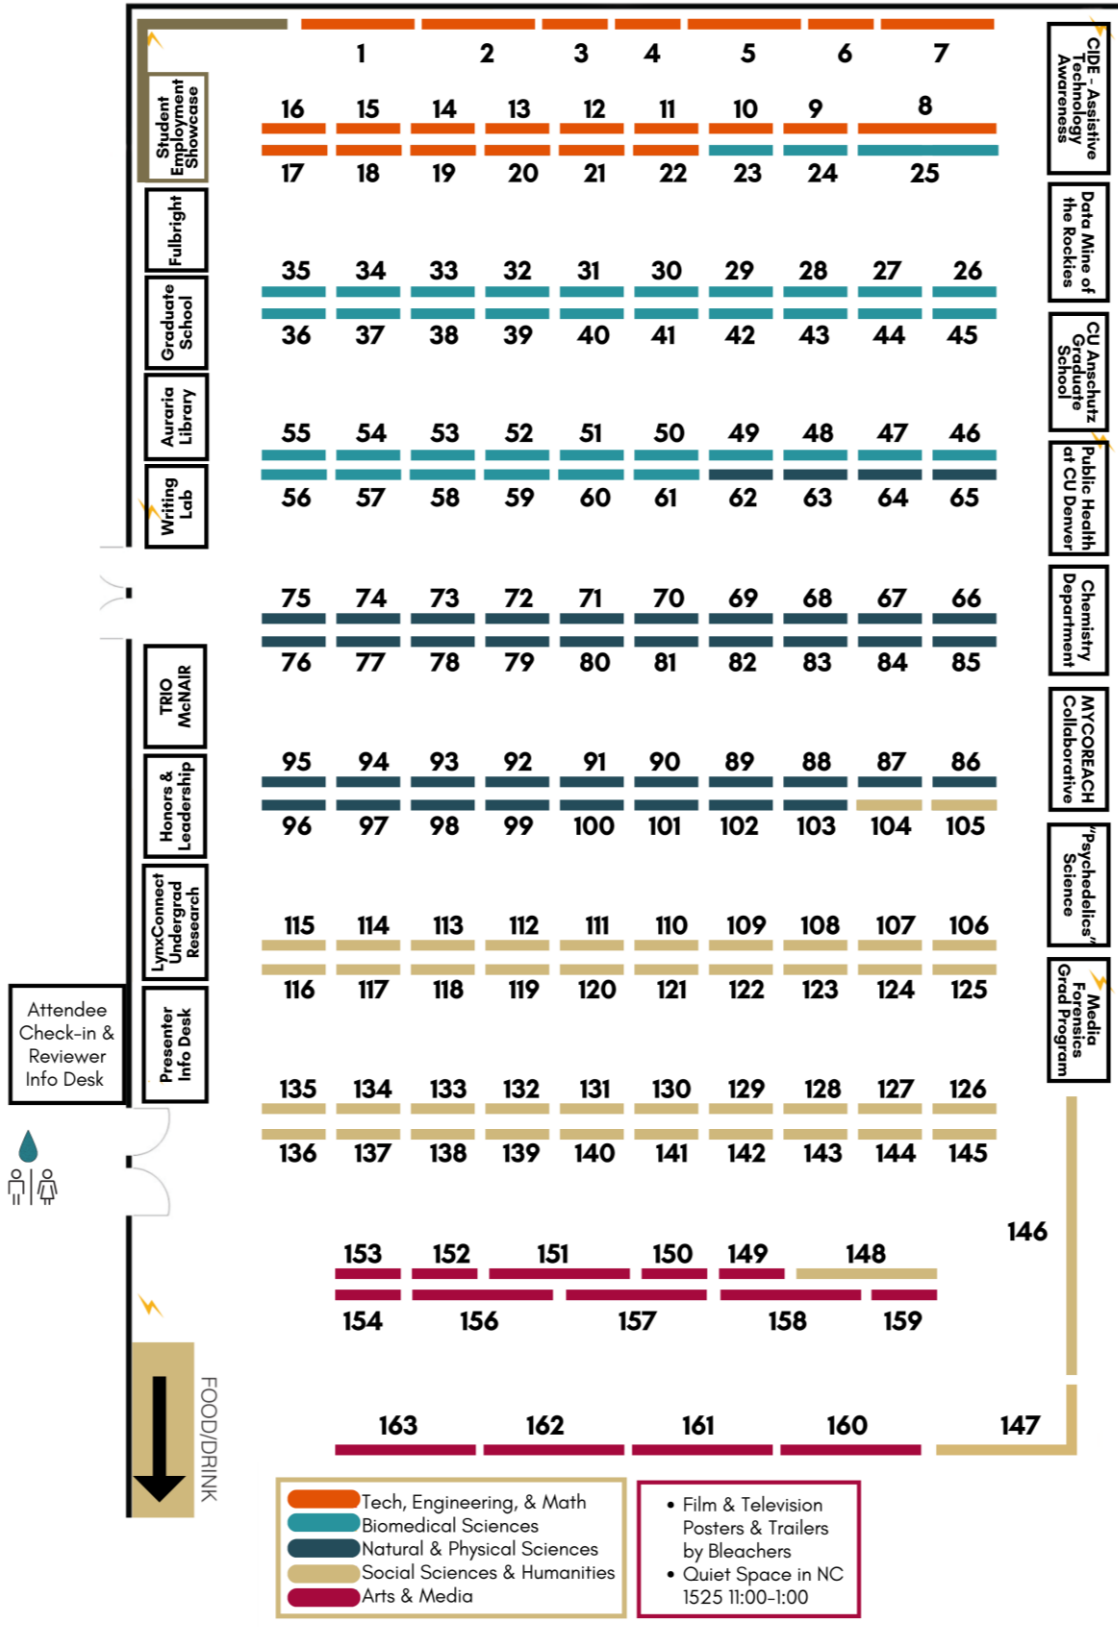 1 2 3 4 5 6 7
16 15 14 13 12 11 10 9 8
17 18 19 20 21 22 23 24 25
35 34 33 32 31 30 29 28 27 26
36 37 38 39 40 41 42 43 44 45
55 54 53 52 51 50 49 48 47 46
56 57 58 59 60 61 62 63 64 65
75 74 73 72 71 70 69 68 67 66
76 77 78 79 80 81 82 83 84 85
95 94 93 92 91 90 89 88 87 86
96 97 98 99 100 101 102 103 104 105
115 114 113 112 111 110 109 108 107 106
116 117 118 119 120 121 122 123 124 125
135 134 133 132 131 130 129 128 127 126
136 137 138 139 140 141 142 143 144 145
146
153 152 151 150 149 148
154 156 157 158 159
163 162 161 160 147
Student
Employment
Showcase
Fulbright
Graduate
School
Auraria
Library
Writing
Lab
TRIO
McNAIR
Honors &
Leadership
LynxConnect
Undergrad
Research
Presenter
Info Desk
Attendee
Check-in &
Reviewer
Info Desk
FOOD/DRINK
CIDE - Assistive
Technology
Awareness
Data Mine of
the Rockies
CU Anschutz
Graduate
School
Public Health
at CU Denver
Chemistry
Department
MYCOREACH
Collaborative
"Psychedelics"
Science
Media
Forensics
Grad Program
Tech, Engineering, & Math
Biomedical Sciences
Natural & Physical Sciences
Social Sciences & Humanities
Arts & Media
• Film & Television
Posters & Trailers
by Bleachers
• Quiet Space in NC
1525 11:00-1:00